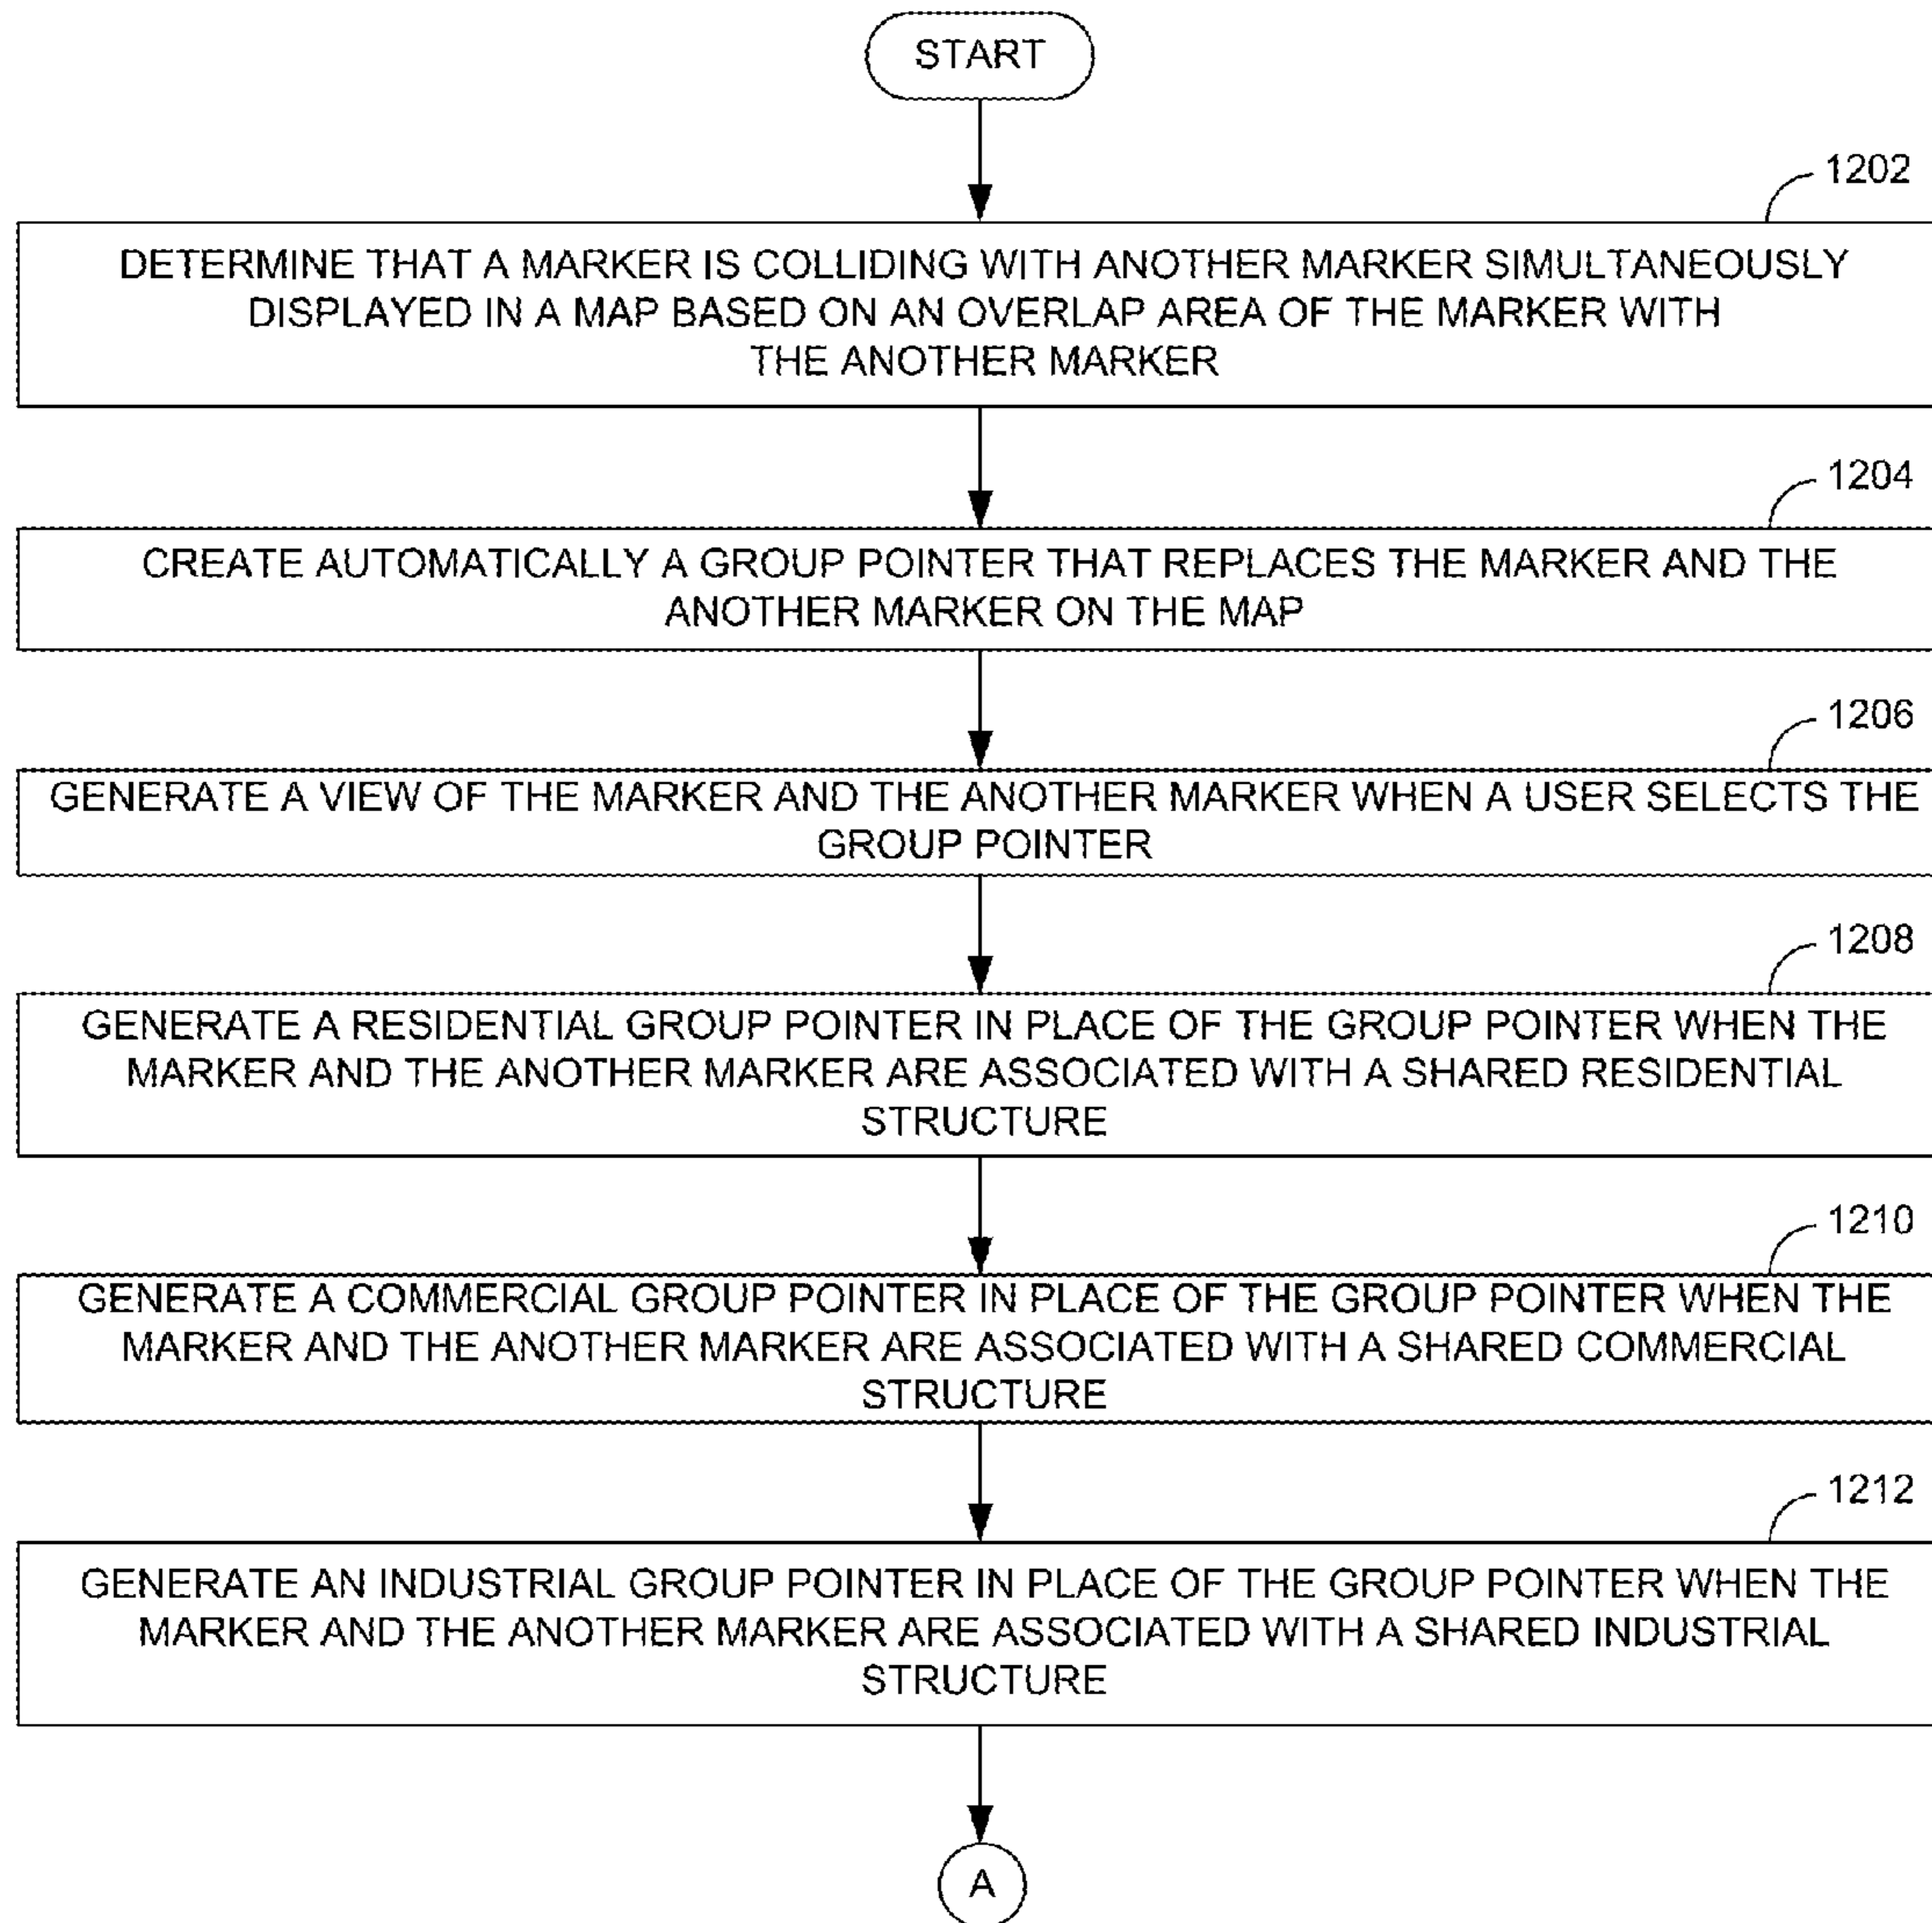 START
1202
DETERMINE THAT A MARKER IS COLLIDING WITH ANOTHER MARKER SIMULTANEOUSLY
DISPLAYED IN A MAP BASED ON AN OVERLAP AREA OF THE MARKER WITH
THE ANOTHER MARKER
1204
CREATE AUTOMATICALLY A GROUP POINTER THAT REPLACES THE MARKER AND THE
ANOTHER MARKER ON THE MAP
1206
GENERATE A VIEW OF THE MARKER AND THE ANOTHER MARKER WHEN A USER SELECTS THE
GROUP POINTER
1208
GENERATE A RESIDENTIAL GROUP POINTER IN PLACE OF THE GROUP POINTER WHEN THE
MARKER AND THE ANOTHER MARKER ARE ASSOCIATED WITH A SHARED RESIDENTIAL
STRUCTURE
1210
GENERATE A COMMERCIAL GROUP POINTER IN PLACE OF THE GROUP POINTER WHEN THE
MARKER AND THE ANOTHER MARKER ARE ASSOCIATED WITH A SHARED COMMERCIAL
STRUCTURE
1212
GENERATE AN INDUSTRIAL GROUP POINTER IN PLACE OF THE GROUP POINTER WHEN THE
MARKER AND THE ANOTHER MARKER ARE ASSOCIATED WITH A SHARED INDUSTRIAL
STRUCTURE
A